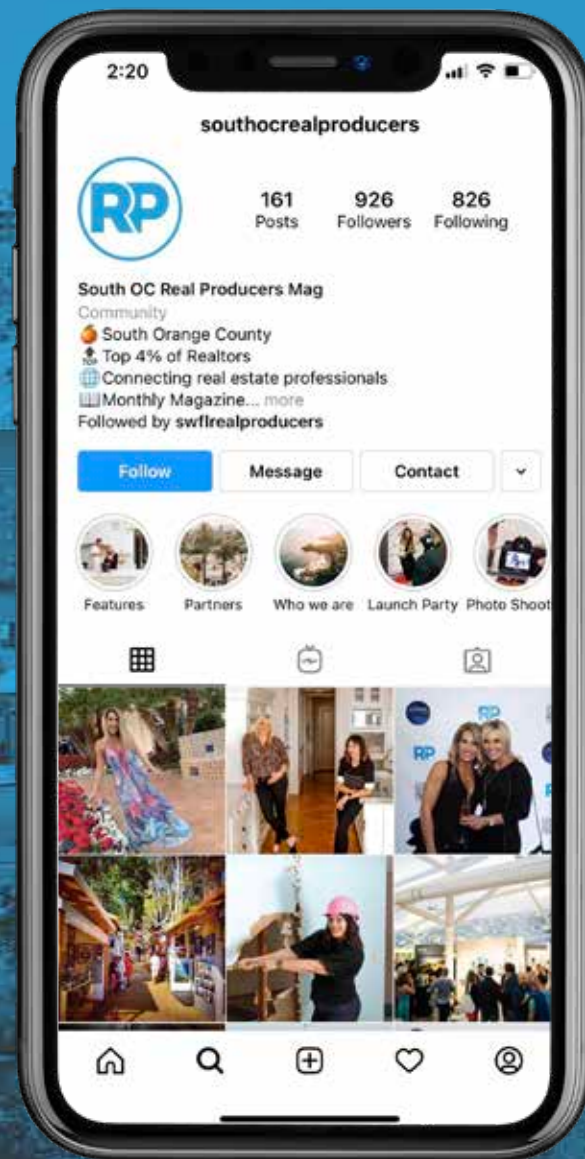 2:20
southocrealproducers
RP
161 926 826
Posts Followers Following
South OC Real Producers Mag
Community
South Orange County
Top 4% of Realtors
Connecting real estate professionals
Monthly Magazine... more
Followed by swflrealproducers
Follow Message Contact
Features Partners Who we are Launch Party Photo Shoot
RP
RP